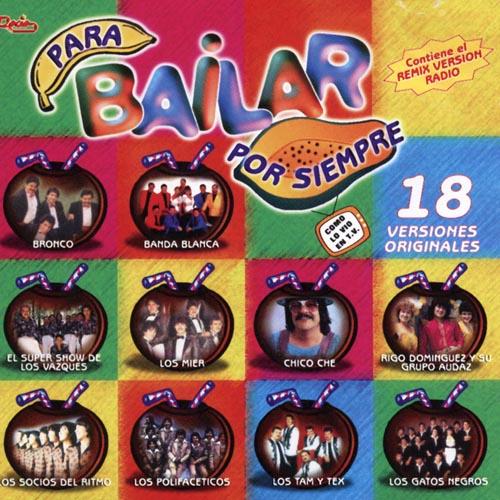 Disa
PARA
BAILAR
POR SIEMPRE
Contiene el
REMIX VERSION
RADIO
COMO
LO VIO
EN T.V.
18
VERSIONES
ORIGINALES
BRONCO
BANDA BLANCA
EL SUPER SHOW DE
LOS VAZQUES
LOS MIER
CHICO CHE
RIGO DOMINGUEZ Y SU
GRUPO AUDAZ
LOS SOCIOS DEL RITMO
LOS POLIFACETICOS
LOS TAM Y TEX
LOS GATOS NEGROS